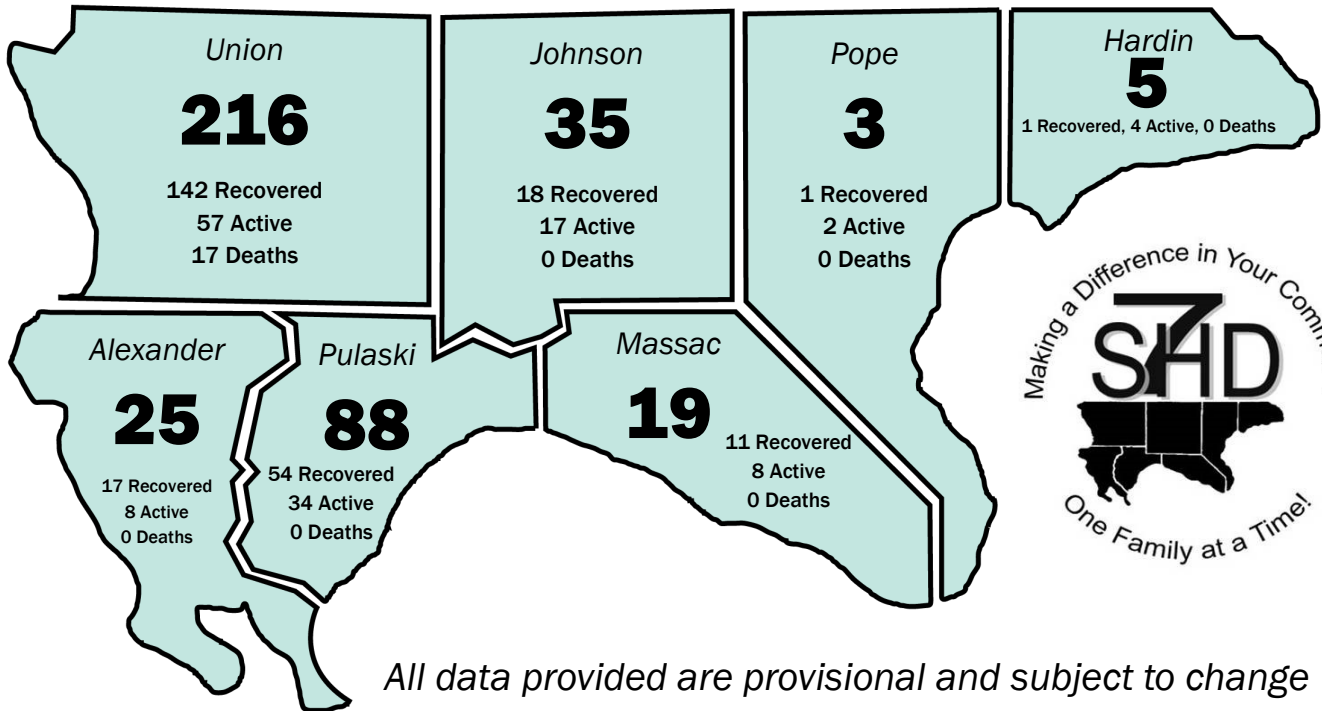 Union
216
142 Recovered
57 Active
17 Deaths
Johnson
35
18 Recovered
17 Active
0 Deaths
Pope
3
1 Recovered
2 Active
0 Deaths
Hardin
5
1 Recovered, 4 Active, 0 Deaths
Alexander
25
17 Recovered
8 Active
0 Deaths
Pulaski
88
54 Recovered
34 Active
0 Deaths
Massac
19
11 Recovered
8 Active
0 Deaths
Making a Difference in Your
S7HD
One Family at a Time!
All data provided are provisional and subject to change